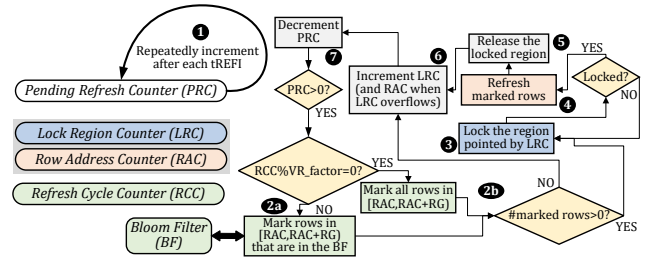 1
Repeatedly increment
after each tREFI
Pending Refresh Counter (PRC)
Lock Region Counter (LRC)
Row Address Counter (RAC)
Refresh Cycle Counter (RCC)
Bloom Filter
(BF)
Decrement
PRC
7
PRC>0?
YES
RCC%VR_factor=0?
YES
NO
2a
Mark rows in
[RAC,RAC+RG)
that are in the BF
Mark all rows in
[RAC,RAC+RG)
2b
6
Increment LRC
(and RAC when
LRC overflows)
Release the
locked region
5
YES
Refresh
marked rows
4
Locked?
NO
3
Lock the region
pointed by LRC
NO
#marked rows>0?
YES